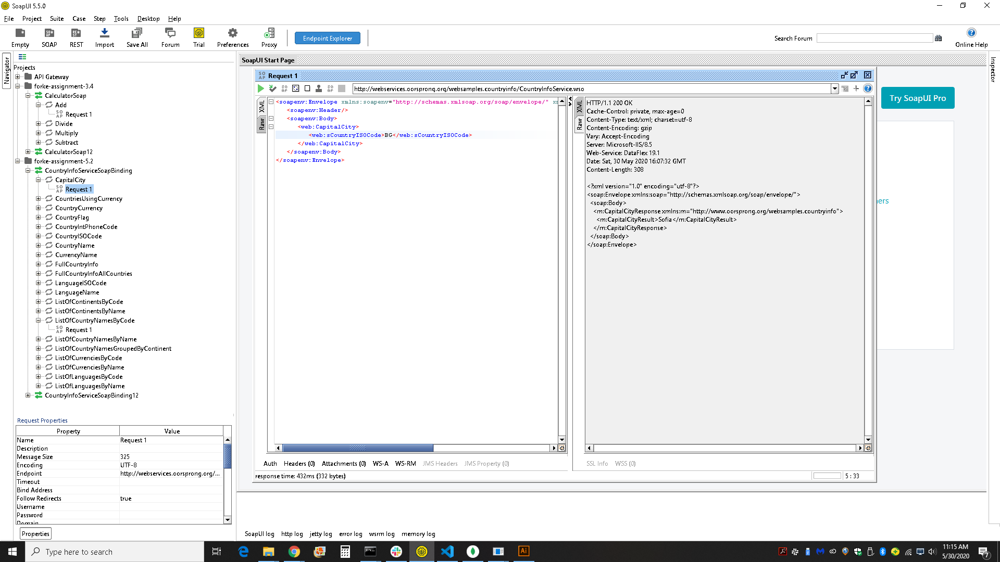 SoapUI 5.5.0
File Project Suite Case Step Tools Desktop Help
Empty SOAP REST Import Save All Forum Trial Preferences Proxy Endpoint Explorer Search Forum Online Help
Navigator
Inspector
Projects
API Gateway
forke-assignment-3.4
CalculatorSoap
Add
Request 1
Divide
Multiply
Subtract
CalculatorSoap12
forke-assignment-5.2
CountryInfoServiceSoapBinding
CapitalCity
Request 1
CountriesUsingCurrency
CountryCurrency
CountryFlag
CountryIntPhoneCode
CountryISOCode
CountryName
CurrencyName
FullCountryInfo
FullCountryInfoAllCountries
LanguageISOCode
LanguageName
ListOfContinentsByCode
ListOfContinentsByName
ListOfCountryNamesByCode
Request 1
ListOfCountryNamesByName
ListOfCountryNamesGroupedByContinent
ListOfCurrenciesByCode
ListOfCurrenciesByName
ListOfLanguagesByCode
ListOfLanguagesByName
CountryInfoServiceSoapBinding12
Request Properties
Property Value
Name Request 1
Description
Message Size 325
Encoding UTF-8
Endpoint http://webservices.oorsprong.org/...
Timeout
Bind Address
Follow Redirects true
Username
Password
Domain
Properties
SoapUI Start Page
Request 1
http://webservices.oorsprong.org/websamples.countryinfo/CountryInfoService.wso
XML
Raw
<soapenv:Envelope xmlns:soapenv="http://schemas.xmlsoap.org/soap/envelope/" x
<soapenv:Header/>
<soapenv:Body>
<web:CapitalCity>
<web:sCountryISOCode>BG</web:sCountryISOCode>
</web:CapitalCity>
</soapenv:Body>
</soapenv:Envelope>
XML
Raw
HTTP/1.1 200 OK
Cache-Control: private, max-age=0
Content-Type: text/xml; charset=utf-8
Content-Encoding: gzip
Vary: Accept-Encoding
Server: Microsoft-IIS/8.5
Web-Service: DataFlex 19.1
Date: Sat, 30 May 2020 16:07:32 GMT
Content-Length: 308
<?xml version="1.0" encoding="utf-8"?>
<soap:Envelope xmlns:soap="http://schemas.xmlsoap.org/soap/envelope/">
<soap:Body>
<m:CapitalCityResponse xmlns:m="http://www.oorsprong.org/websamples.countryinfo">
<m:CapitalCityResult>Sofia</m:CapitalCityResult>
</m:CapitalCityResponse>
</soap:Body>
</soap:Envelope>
Try SoapUI Pro
ners
Auth Headers (0) Attachments (0) WS-A WS-RM JMS Headers JMS Property (0)
SSL Info WSS (0)
response time: 432ms (332 bytes)
5 : 33
SoapUI log http log jetty log error log wsrm log memory log
Type here to search
Ai
11:15 AM
5/30/2020
7